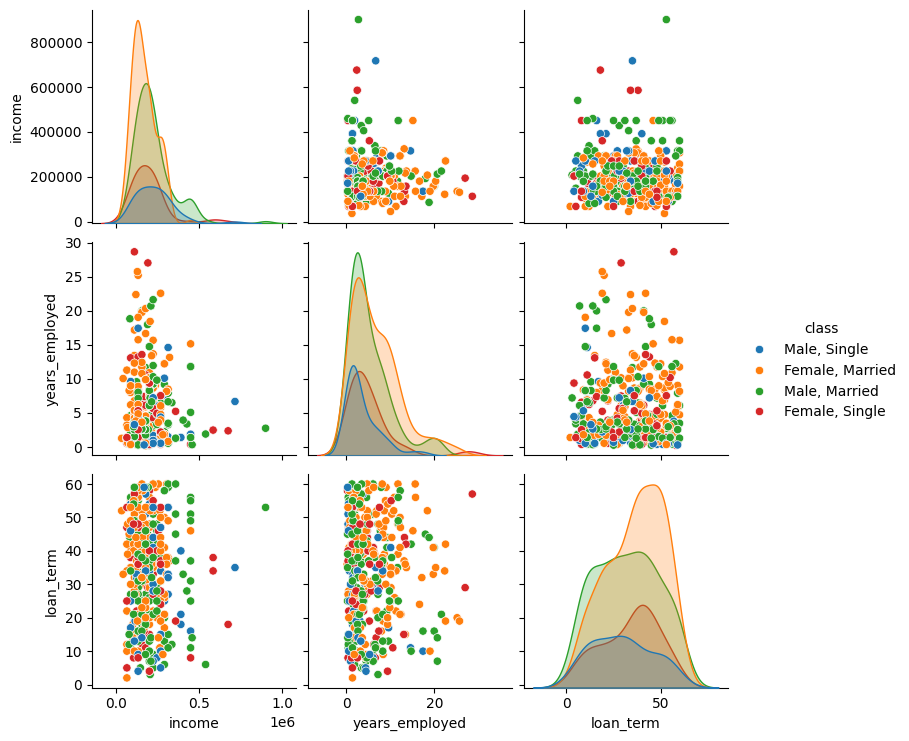 income
800000
600000
400000
200000
0
years_employed
30
25
20
15
10
5
0
class
Male, Single
Female, Married
Male, Married
Female, Single
loan_term
60
50
40
30
20
10
0
0.0 0.5 1.0
1e6
income
0 20
years_employed
0 50
loan_term